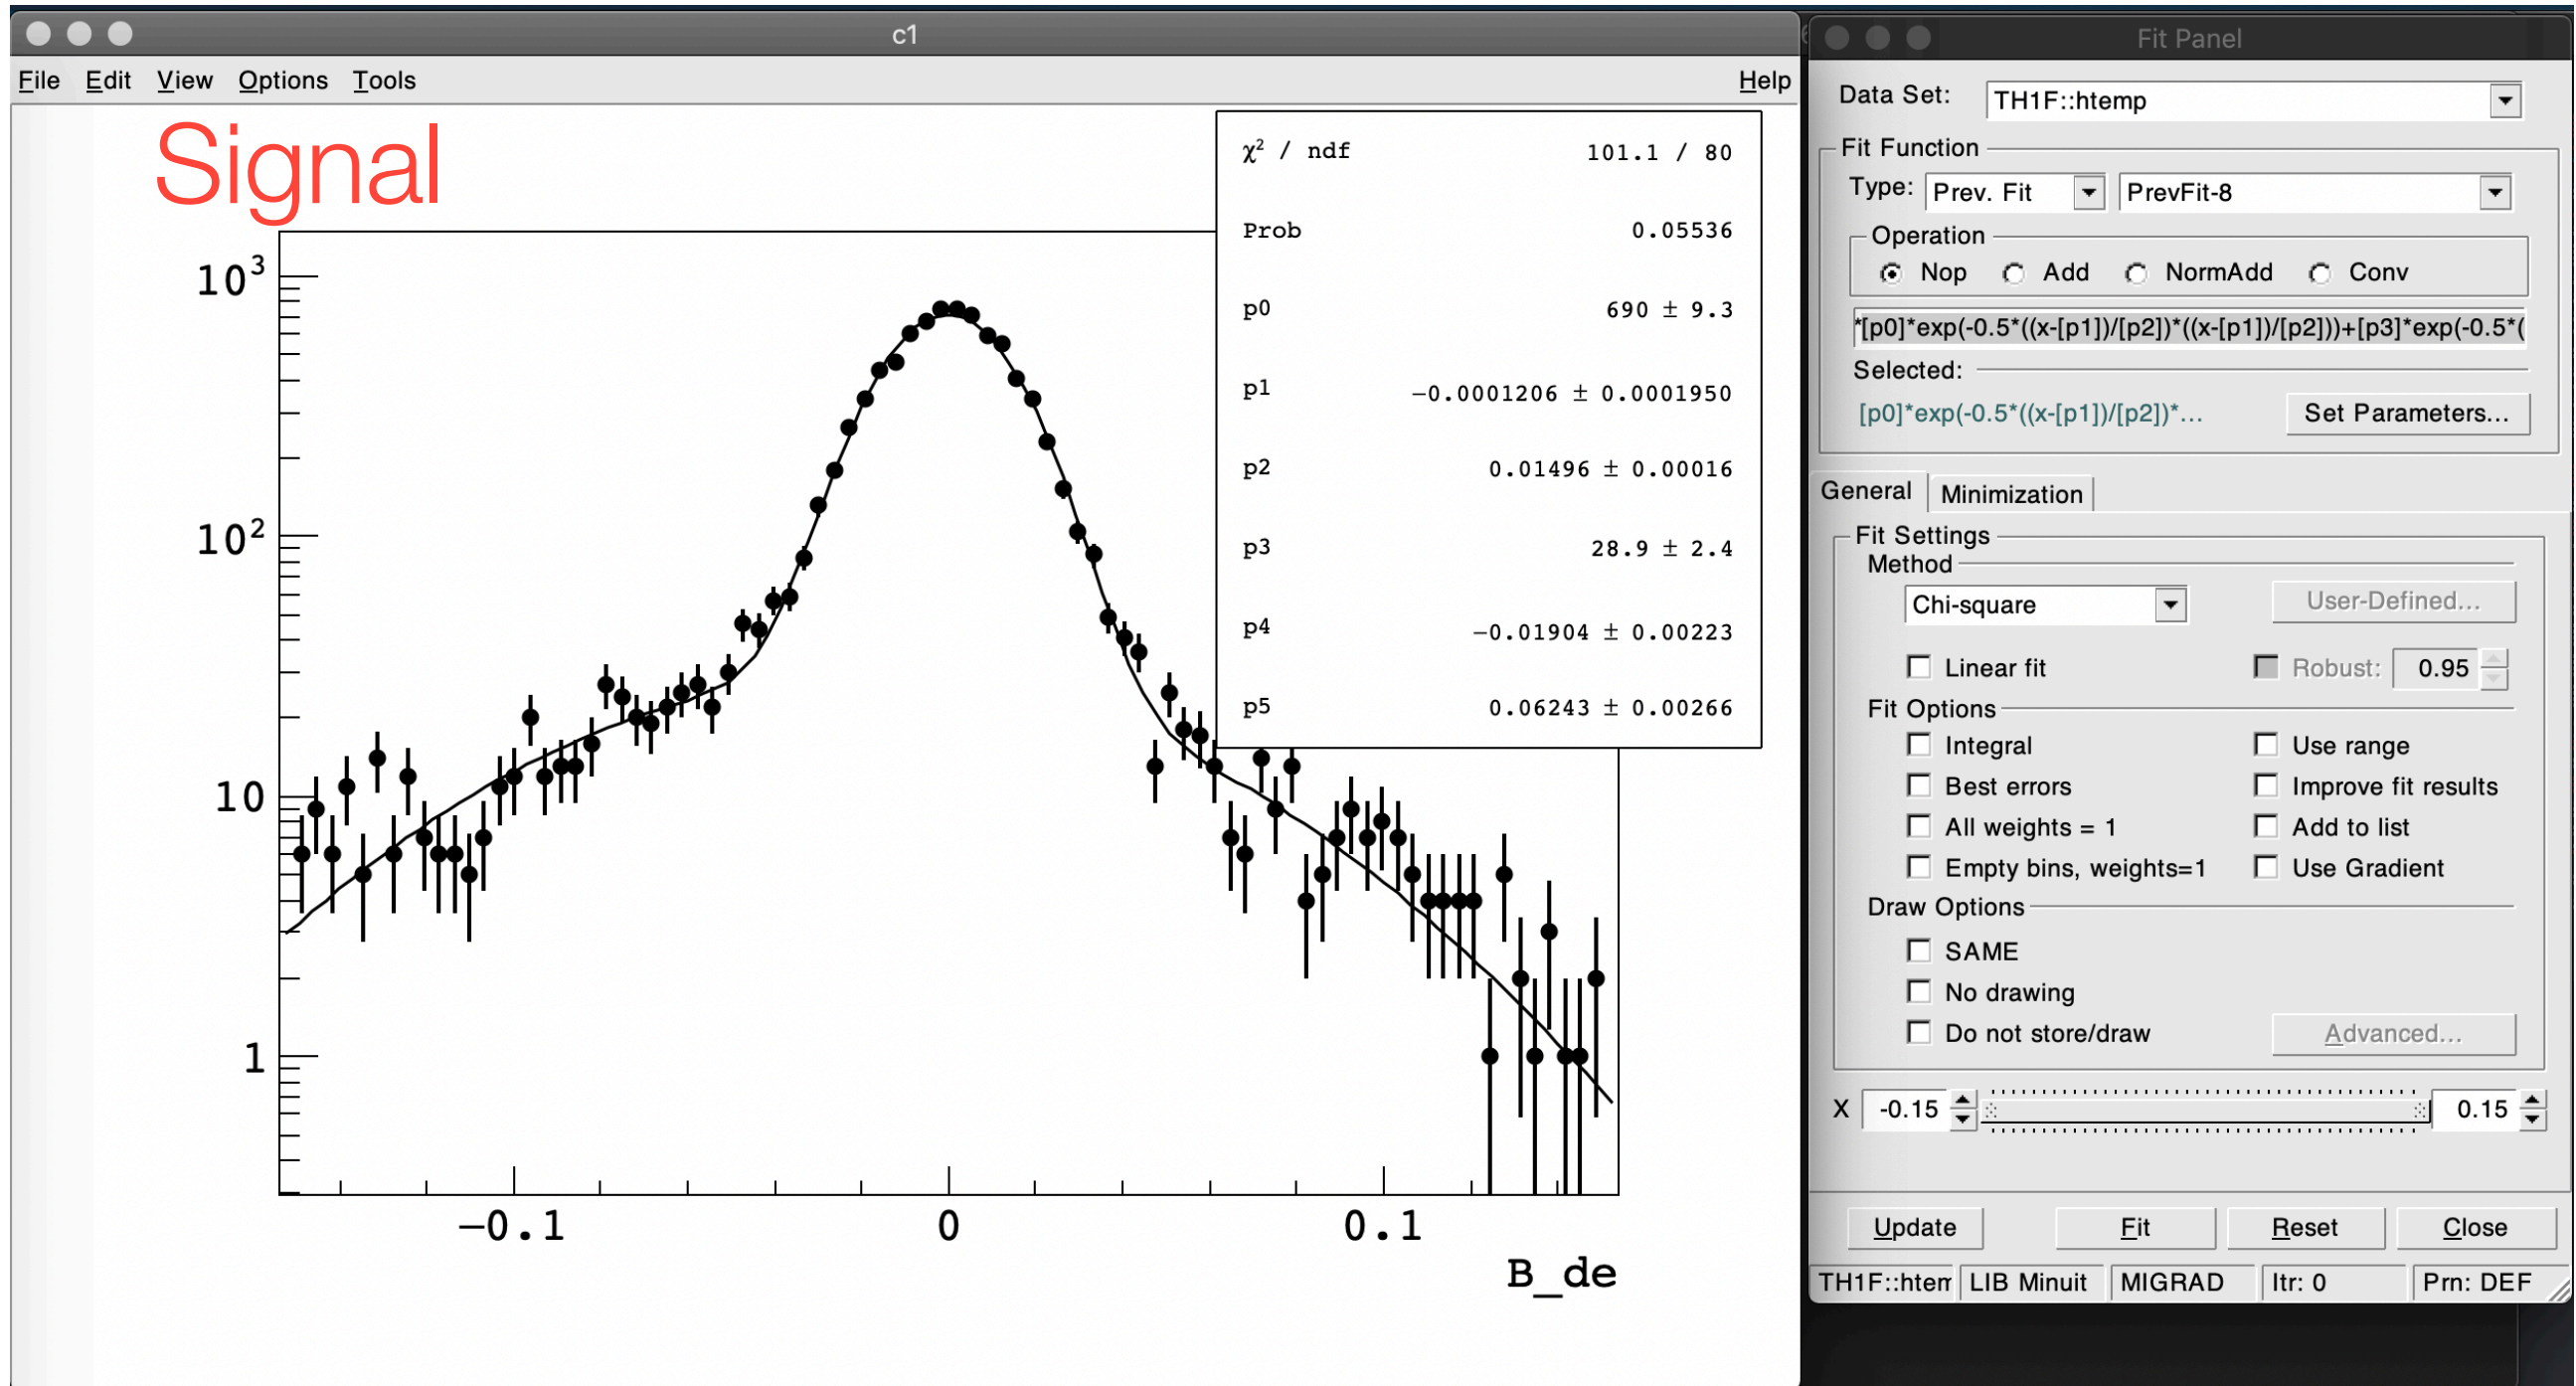 c1
File Edit View Options Tools Help
Signal
χ² / ndf 101.1 / 80
Prob 0.05536
p0 690 ± 9.3
p1 −0.0001206 ± 0.0001950
p2 0.01496 ± 0.00016
p3 28.9 ± 2.4
p4 −0.01904 ± 0.00223
p5 0.06243 ± 0.00266
10³
10²
10
1
−0.1 0 0.1
B_de
Fit Panel
Data Set: TH1F::htemp
Fit Function
Type: Prev. Fit PrevFit-8
Operation
Nop Add NormAdd Conv
*[p0]*exp(-0.5*((x-[p1])/[p2])*((x-[p1])/[p2]))+[p3]*exp(-0.5*(
Selected:
[p0]*exp(-0.5*((x-[p1])/[p2])*... Set Parameters...
General Minimization
Fit Settings
Method
Chi-square User-Defined...
Linear fit Robust: 0.95
Fit Options
Integral Use range
Best errors Improve fit results
All weights = 1 Add to list
Empty bins, weights=1 Use Gradient
Draw Options
SAME
No drawing
Do not store/draw Advanced...
X -0.15 0.15
Update Fit Reset Close
TH1F::htem LIB Minuit MIGRAD Itr: 0 Prn: DEF